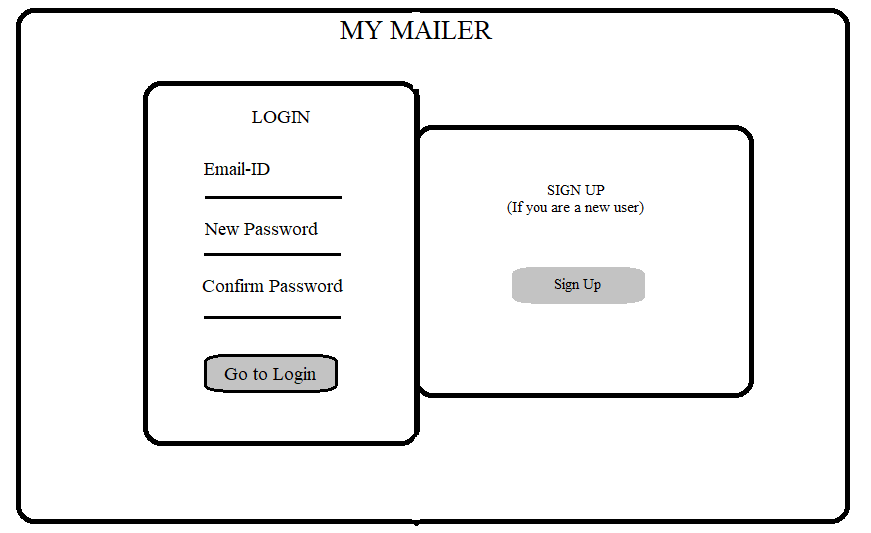 MY MAILER
LOGIN
Email-ID
New Password
Confirm Password
Go to Login
SIGN UP
(If you are a new user)
Sign Up